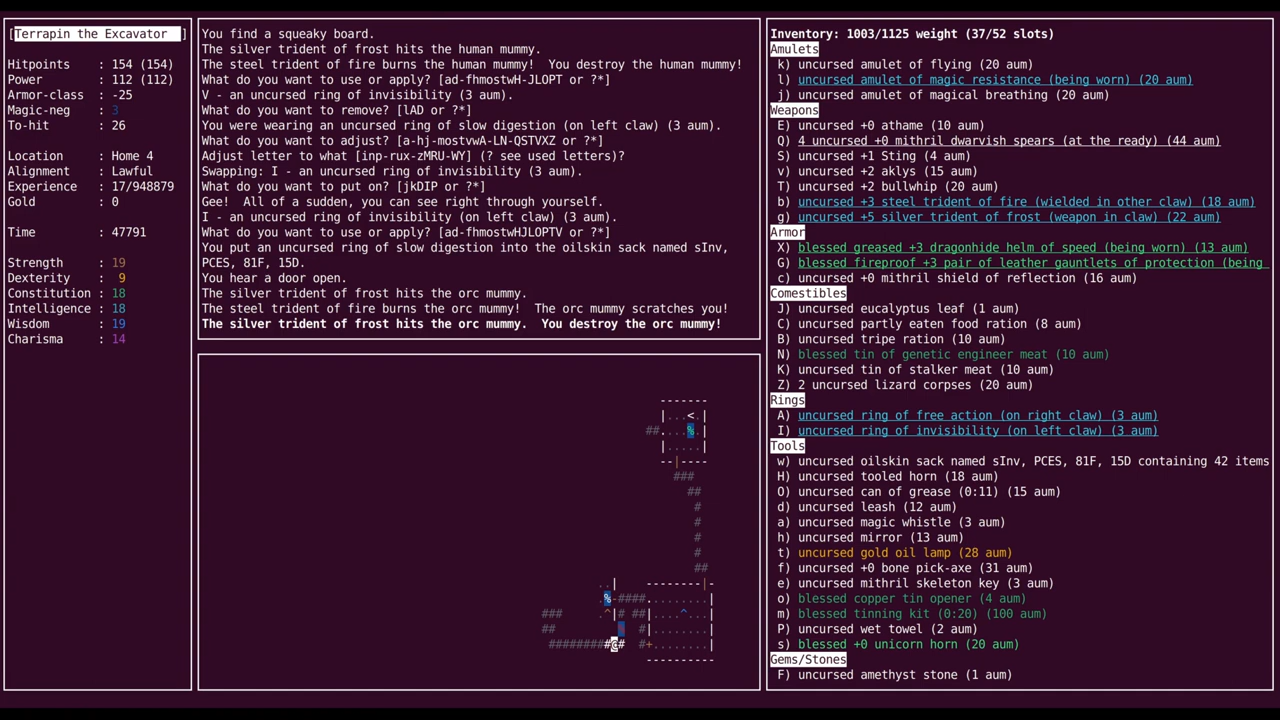 [Terrapin the Excavator ]
Hitpoints : 154 (154)
Power : 112 (112)
Armor-class : -25
Magic-neg : 3
To-hit : 26
Location : Home 4
Alignment : Lawful
Experience : 17/948879
Gold : 0
Time : 47791
Strength : 19
Dexterity : 9
Constitution : 18
Intelligence : 18
Wisdom : 19
Charisma : 14
You find a squeaky board.
The silver trident of frost hits the human mummy.
The steel trident of fire burns the human mummy!  You destroy the human mummy!
What do you want to use or apply? [ad-fhmostwH-JLOPT or ?*]
V - an uncursed ring of invisibility (3 aum).
What do you want to remove? [lAD or ?*]
You were wearing an uncursed ring of slow digestion (on left claw) (3 aum).
What do you want to adjust? [a-hj-mostvwA-LN-QSTVXZ or ?*]
Adjust letter to what [inp-rux-zMRU-WY] (? see used letters)?
Swapping: I - an uncursed ring of invisibility (3 aum).
What do you want to put on? [jkDIP or ?*]
Gee!  All of a sudden, you can see right through yourself.
I - an uncursed ring of invisibility (on left claw) (3 aum).
What do you want to use or apply? [ad-fhmostwHJLOPTV or ?*]
You put an uncursed ring of slow digestion into the oilskin sack named sInv,
PCES, 81F, 15D.
You hear a door open.
The silver trident of frost hits the orc mummy.
The steel trident of fire burns the orc mummy!  The orc mummy scratches you!
The silver trident of frost hits the orc mummy.  You destroy the orc mummy!
-------
|...<.|
##....%.|
|.....|
--|----
###
##
#
#
#
#
##
..| --------|-
.%-####|........|
### .^|# ##|....^...|
## % #|........|
########@# #+........|
----------
Inventory: 1003/1125 weight (37/52 slots)
Amulets
k) uncursed amulet of flying (20 aum)
l) uncursed amulet of magic resistance (being worn) (20 aum)
j) uncursed amulet of magical breathing (20 aum)
Weapons
E) uncursed +0 athame (10 aum)
Q) 4 uncursed +0 mithril dwarvish spears (at the ready) (44 aum)
S) uncursed +1 Sting (4 aum)
v) uncursed +2 aklys (15 aum)
T) uncursed +2 bullwhip (20 aum)
b) uncursed +3 steel trident of fire (wielded in other claw) (18 aum)
g) uncursed +5 silver trident of frost (weapon in claw) (22 aum)
Armor
X) blessed greased +3 dragonhide helm of speed (being worn) (13 aum)
G) blessed fireproof +3 pair of leather gauntlets of protection (being
c) uncursed +0 mithril shield of reflection (16 aum)
Comestibles
J) uncursed eucalyptus leaf (1 aum)
C) uncursed partly eaten food ration (8 aum)
B) uncursed tripe ration (10 aum)
N) blessed tin of genetic engineer meat (10 aum)
K) uncursed tin of stalker meat (10 aum)
Z) 2 uncursed lizard corpses (20 aum)
Rings
A) uncursed ring of free action (on right claw) (3 aum)
I) uncursed ring of invisibility (on left claw) (3 aum)
Tools
w) uncursed oilskin sack named sInv, PCES, 81F, 15D containing 42 items
H) uncursed tooled horn (18 aum)
O) uncursed can of grease (0:11) (15 aum)
d) uncursed leash (12 aum)
a) uncursed magic whistle (3 aum)
h) uncursed mirror (13 aum)
t) uncursed gold oil lamp (28 aum)
f) uncursed +0 bone pick-axe (31 aum)
e) uncursed mithril skeleton key (3 aum)
o) blessed copper tin opener (4 aum)
m) blessed tinning kit (0:20) (100 aum)
P) uncursed wet towel (2 aum)
s) blessed +0 unicorn horn (20 aum)
Gems/Stones
F) uncursed amethyst stone (1 aum)